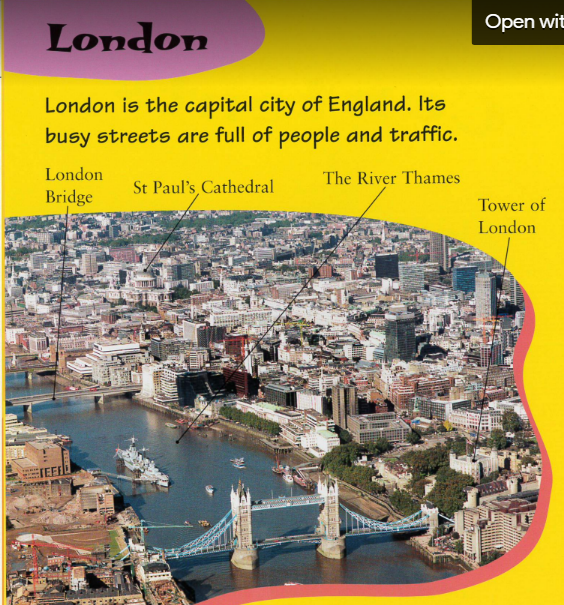 Open wit
London
London is the capital city of England. Its
busy streets are full of people and traffic.
London
Bridge
St Paul's Cathedral
The River Thames
Tower of
London